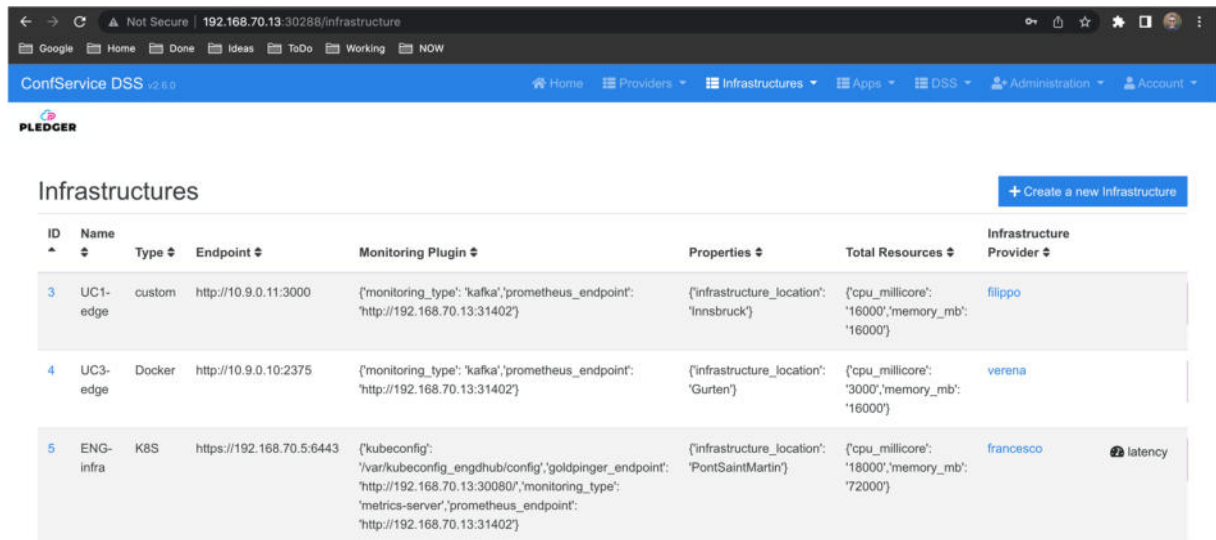 Not Secure | 192.168.70.13:30288/infrastructure
Google Home Done Ideas ToDo Working NOW
ConfService DSS v2.6.0 Home Providers Infrastructures Apps DSS Administration Account
PLEDGER
Infrastructures
+ Create a new Infrastructure
ID Name Type Endpoint Monitoring Plugin Properties Total Resources Infrastructure Provider
3 UC1-edge custom http://10.9.0.11:3000 {'monitoring_type': 'kafka','prometheus_endpoint': 'http://192.168.70.13:31402'} {'infrastructure_location': 'Innsbruck'} {'cpu_millicore': '16000','memory_mb': '16000'} filippo
4 UC3-edge Docker http://10.9.0.10:2375 {'monitoring_type': 'kafka','prometheus_endpoint': 'http://192.168.70.13:31402'} {'infrastructure_location': 'Gurten'} {'cpu_millicore': '3000','memory_mb': '16000'} verena
5 ENG-infra K8S https://192.168.70.5:6443 {'kubeconfig': '/var/kubeconfig_engdhub/config','goldpinger_endpoint': 'http://192.168.70.13:30080/','monitoring_type': 'metrics-server','prometheus_endpoint': 'http://192.168.70.13:31402'} {'infrastructure_location': 'PontSaintMartin'} {'cpu_millicore': '18000','memory_mb': '72000'} francesco latency